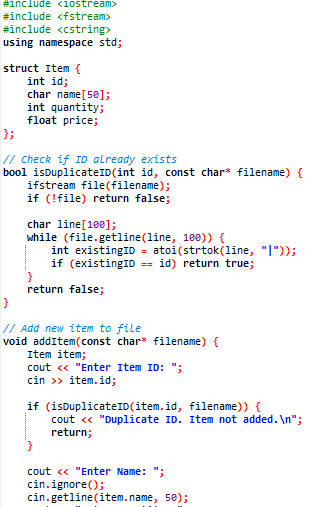 #include <iostream>
#include <fstream>
#include <cstring>
using namespace std;

struct Item {
    int id;
    char name[50];
    int quantity;
    float price;
};

// Check if ID already exists
bool isDuplicateID(int id, const char* filename) {
    ifstream file(filename);
    if (!file) return false;

    char line[100];
    while (file.getline(line, 100)) {
        int existingID = atoi(strtok(line, "|"));
        if (existingID == id) return true;
    }
    return false;
}

// Add new item to file
void addItem(const char* filename) {
    Item item;
    cout << "Enter Item ID: ";
    cin >> item.id;

    if (isDuplicateID(item.id, filename)) {
        cout << "Duplicate ID. Item not added.\n";
        return;
    }

    cout << "Enter Name: ";
    cin.ignore();
    cin.getline(item.name, 50);